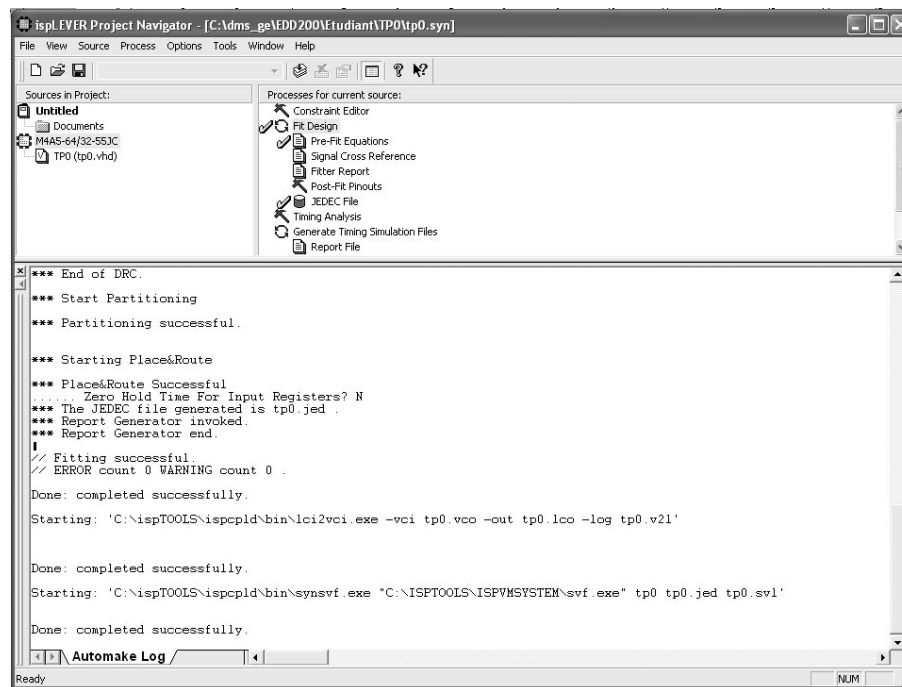 ispLEVER Project Navigator - [C:\dms_ge\EDD200\Etudiant\TP0\tp0.syn]
File View Source Process Options Tools Window Help
Sources in Project:
Untitled
Documents
M4A5-64/32-55JC
TP0 (tp0.vhd)
Processes for current source:
Constraint Editor
Fit Design
Pre-Fit Equations
Signal Cross Reference
Fitter Report
Post-Fit Pinouts
JEDEC File
Timing Analysis
Generate Timing Simulation Files
Report File
*** End of DRC.
*** Start Partitioning
*** Partitioning successful.
*** Starting Place&Route
*** Place&Route Successful
...... Zero Hold Time For Input Registers? N
*** The JEDEC file generated is tp0.jed .
*** Report Generator invoked.
*** Report Generator end.
// Fitting successful.
// ERROR count 0 WARNING count 0 .
Done: completed successfully.
Starting: 'C:\ispTOOLS\ispcpld\bin\lci2vci.exe -vci tp0.vco -out tp0.lco -log tp0.v2l'
Done: completed successfully.
Starting: 'C:\ispTOOLS\ispcpld\bin\synsvf.exe "C:\ISPTOOLS\ISPVMSYSTEM\svf.exe" tp0 tp0.jed tp0.svl'
Done: completed successfully.
Automake Log
Ready
NUM